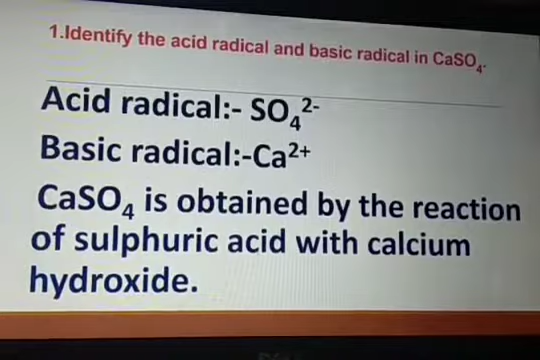 1.Identify the acid radical and basic radical in CaSO₄.
Acid radical:- SO₄²⁻
Basic radical:-Ca²⁺
CaSO₄ is obtained by the reaction
of sulphuric acid with calcium
hydroxide.